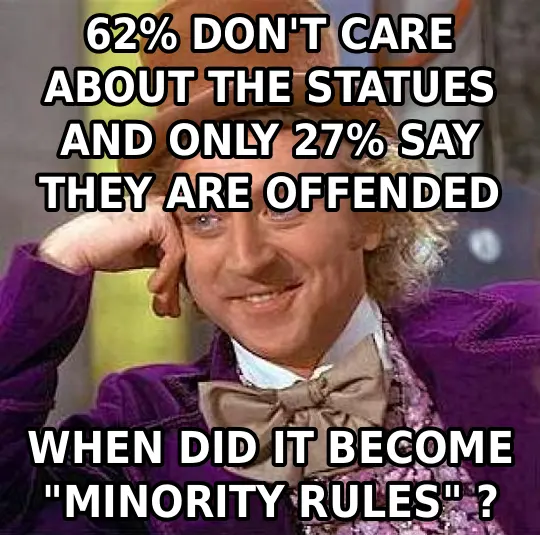 62% DON'T CARE
ABOUT THE STATUES
AND ONLY 27% SAY
THEY ARE OFFENDED
WHEN DID IT BECOME
"MINORITY RULES" ?